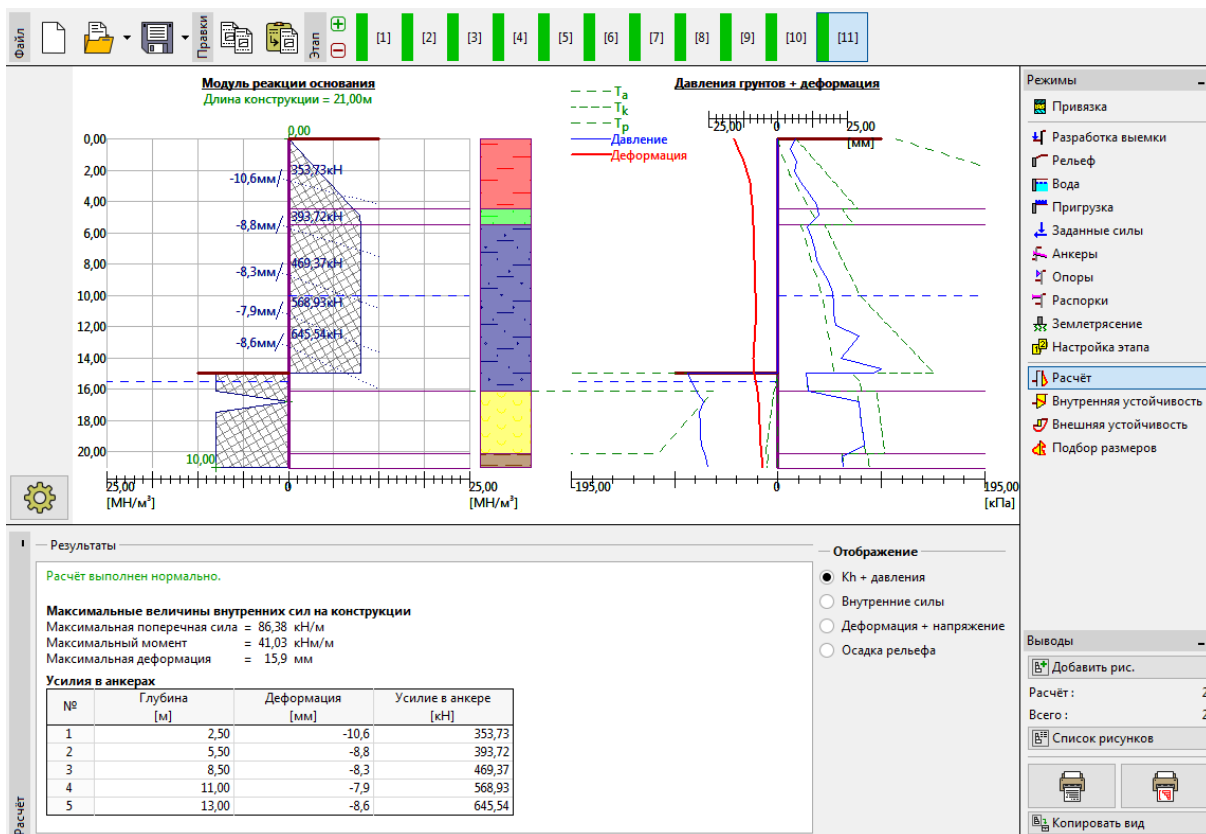 Файл
Правки
Этап
[1] [2] [3] [4] [5] [6] [7] [8] [9] [10] [11]
Модуль реакции основания
Длина конструкции = 21,00м
0,00
0,00
2,00
4,00
6,00
8,00
10,00
12,00
14,00
16,00
18,00
20,00
-10,6мм
353,73кН
-8,8мм
393,72кН
-8,3мм
469,37кН
-7,9мм
568,93кН
-8,6мм
645,54кН
10,00
25,00 0 25,00
[МН/м³] [МН/м³]
Давления грунтов + деформация
Ta
Tk
Tp
Давление
Деформация
-25,00 0 25,00
[мм]
-195,00 0 195,00
[кПа]
Режимы
Привязка
Разработка выемки
Рельеф
Вода
Пригрузка
Заданные силы
Анкеры
Опоры
Распорки
Землетрясение
Настройка этапа
Расчёт
Внутренняя устойчивость
Внешняя устойчивость
Подбор размеров
Расчёт
Результаты
Расчёт выполнен нормально.
Максимальные величины внутренних сил на конструкции
Максимальная поперечная сила = 86,38 кН/м
Максимальный момент = 41,03 кНм/м
Максимальная деформация = 15,9 мм
Усилия в анкерах
№ Глубина Деформация Усилие в анкере
[м] [мм] [кН]
1 2,50 -10,6 353,73
2 5,50 -8,8 393,72
3 8,50 -8,3 469,37
4 11,00 -7,9 568,93
5 13,00 -8,6 645,54
Отображение
Kh + давления
Внутренние силы
Деформация + напряжение
Осадка рельефа
Выводы
Добавить рис.
Расчёт : 2
Всего : 2
Список рисунков
Копировать вид